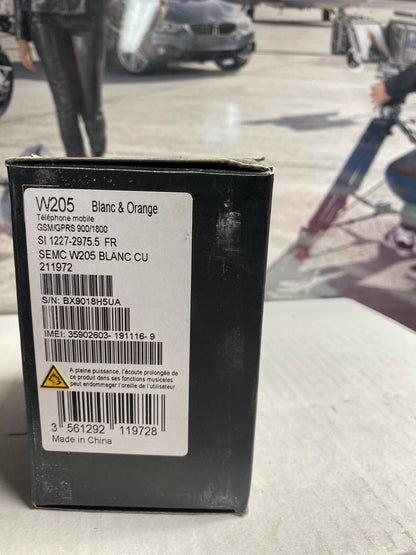 W205 Blanc & Orange
Téléphone mobile
GSM/GPRS 900/1800
SI 1227-2975.5 FR
SEMC W205 BLANC CU
211972
S/N: BX9018H5UA
IMEI: 35902603- 191116- 9
A pleine puissance, l'écoute prolongée de
ce produit dans ses fonctions musicales
peut endommager l'oreille de l'utilisateur
3 561292 119728
Made in China